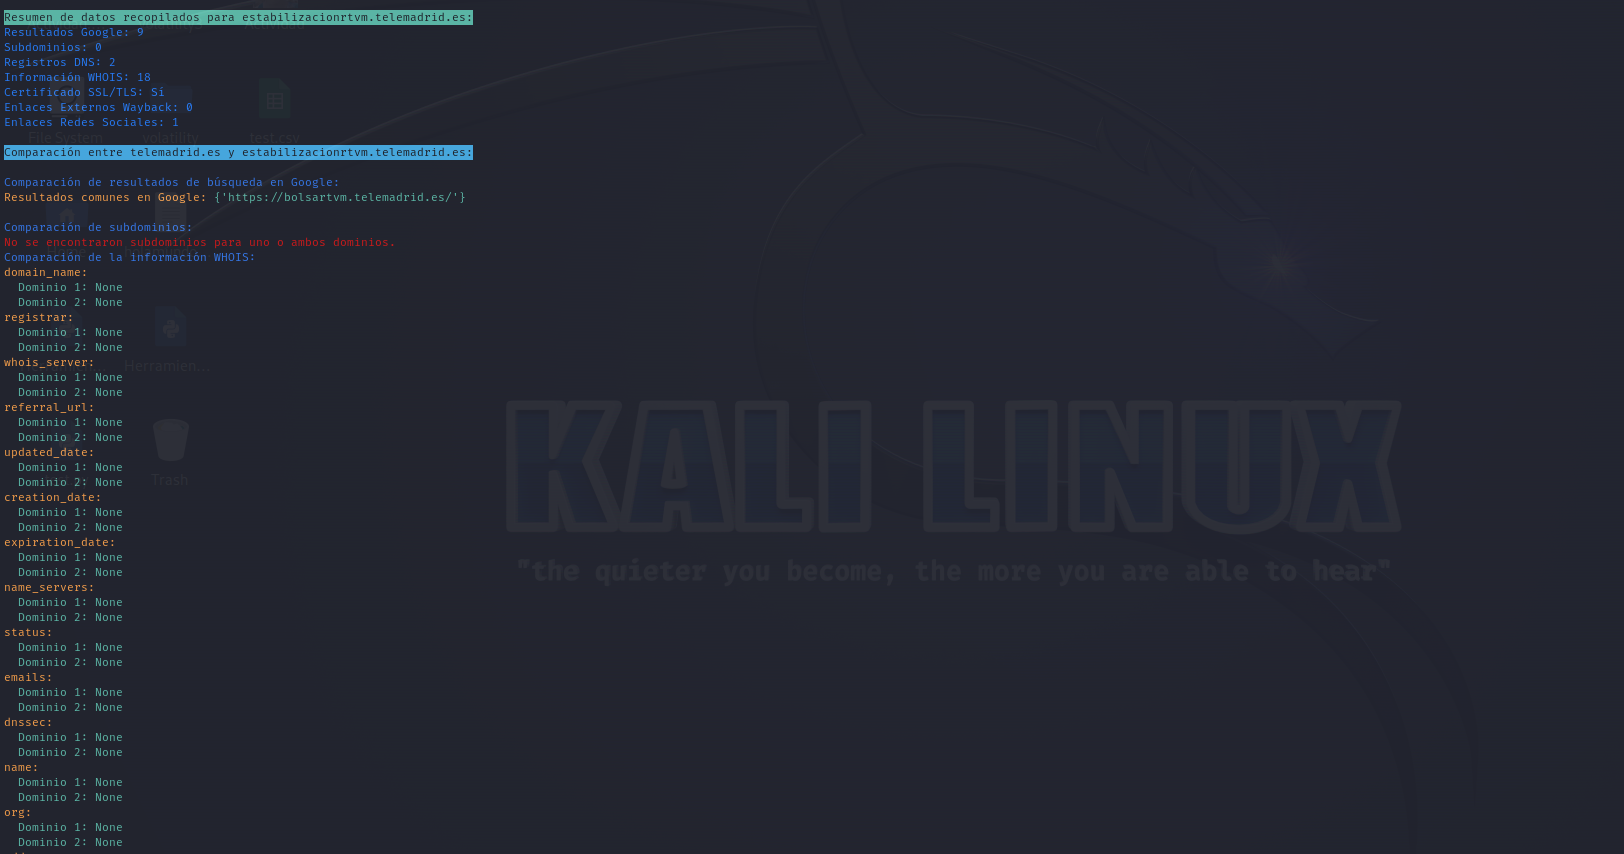 Resumen de datos recopilados para estabilizacionrtvm.telemadrid.es:
Resultados Google: 9
Subdominios: 0
Registros DNS: 2
Información WHOIS: 18
Certificado SSL/TLS: Sí
Enlaces Externos Wayback: 0
Enlaces Redes Sociales: 1
File System
volatility
test.csv
Comparación entre telemadrid.es y estabilizacionrtvm.telemadrid.es:
Comparación de resultados de búsqueda en Google:
Resultados comunes en Google: {'https://bolsartvm.telemadrid.es/'}
Comparación de subdominios:
No se encontraron subdominios para uno o ambos dominios.
Comparación de la información WHOIS:
domain_name:
Dominio 1: None
Dominio 2: None
registrar:
Dominio 1: None
Dominio 2: None
Herramien...
whois_server:
Dominio 1: None
Dominio 2: None
referral_url:
Dominio 1: None
Dominio 2: None
updated_date:
Dominio 1: None
Dominio 2: None
Trash
creation_date:
Dominio 1: None
Dominio 2: None
expiration_date:
Dominio 1: None
Dominio 2: None
name_servers:
Dominio 1: None
Dominio 2: None
status:
Dominio 1: None
Dominio 2: None
emails:
Dominio 1: None
Dominio 2: None
dnssec:
Dominio 1: None
Dominio 2: None
name:
Dominio 1: None
Dominio 2: None
org:
Dominio 1: None
Dominio 2: None
KALI LINUX
"the quieter you become, the more you are able to hear"